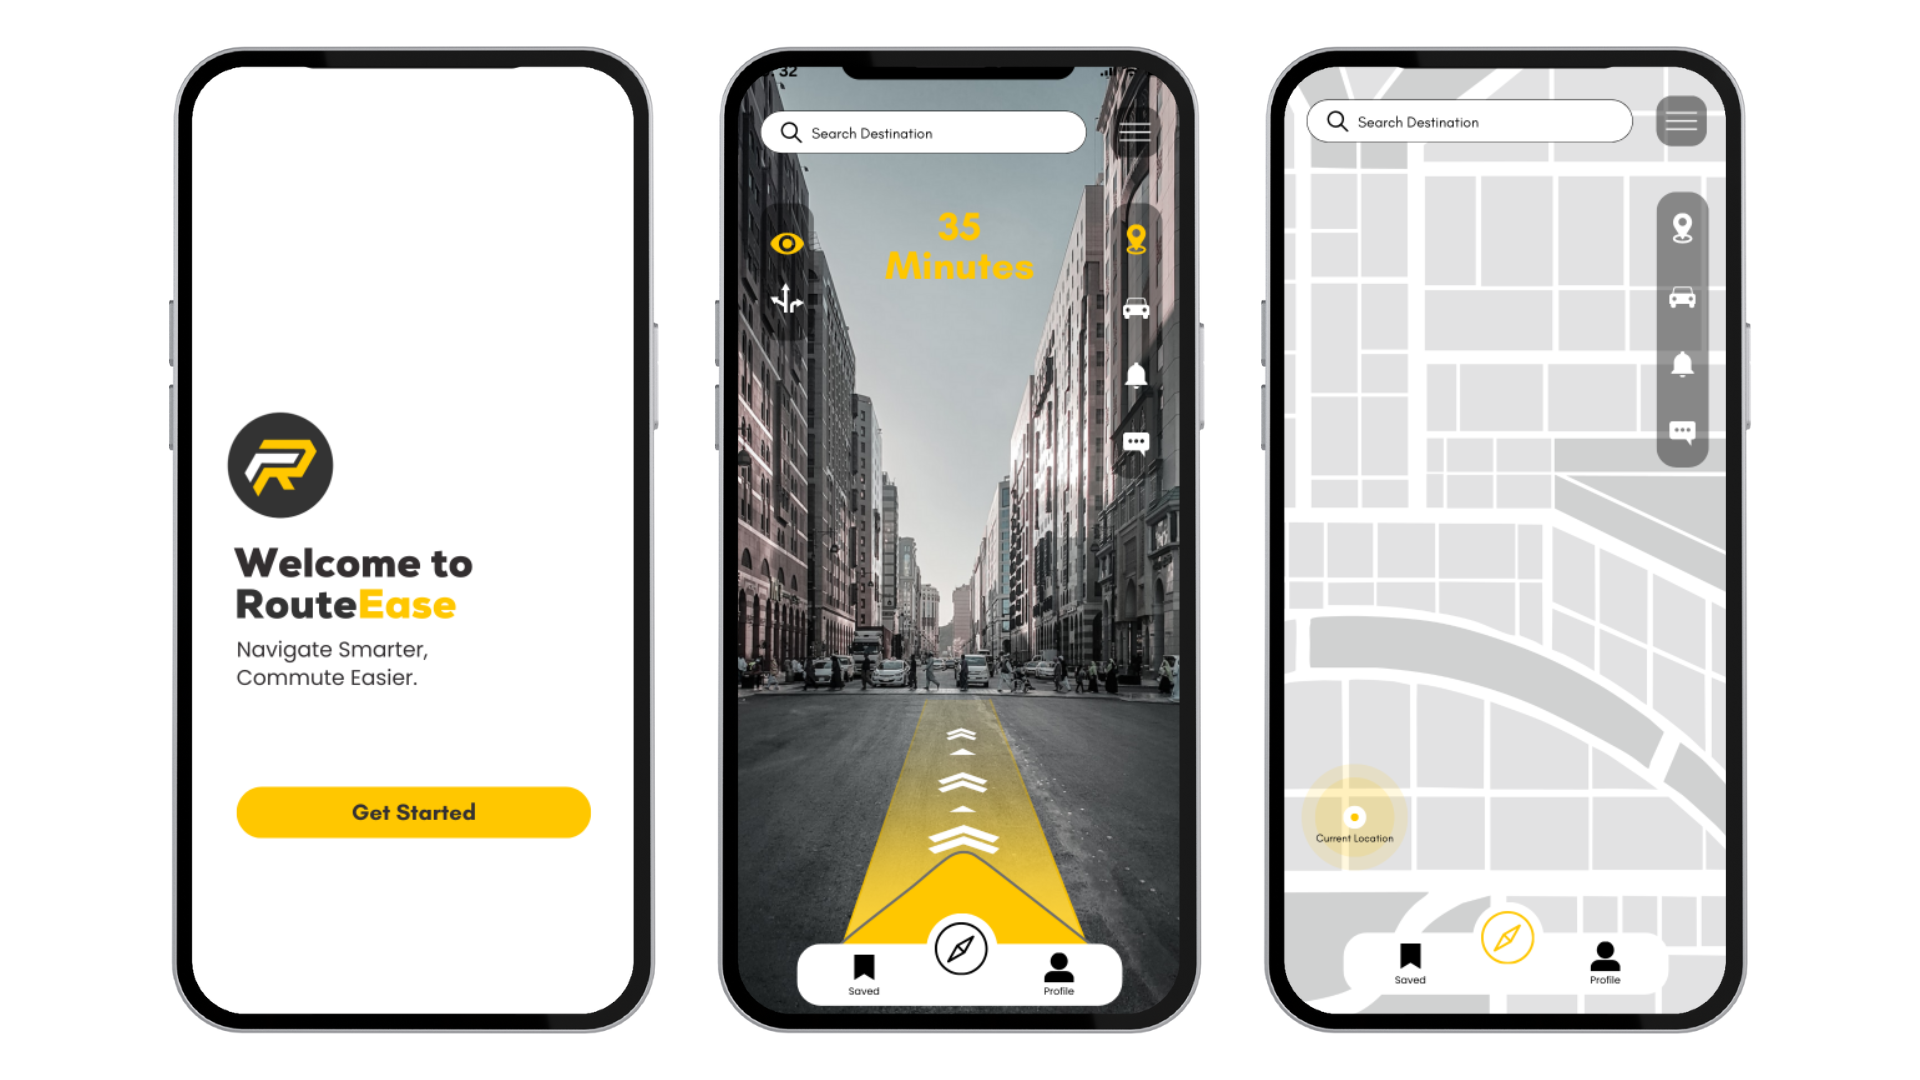 Welcome to
RouteEase
Navigate Smarter,
Commute Easier.
Get Started
32
Search Destination
35
Minutes
Saved
Profile
Search Destination
Current Location
Saved
Profile